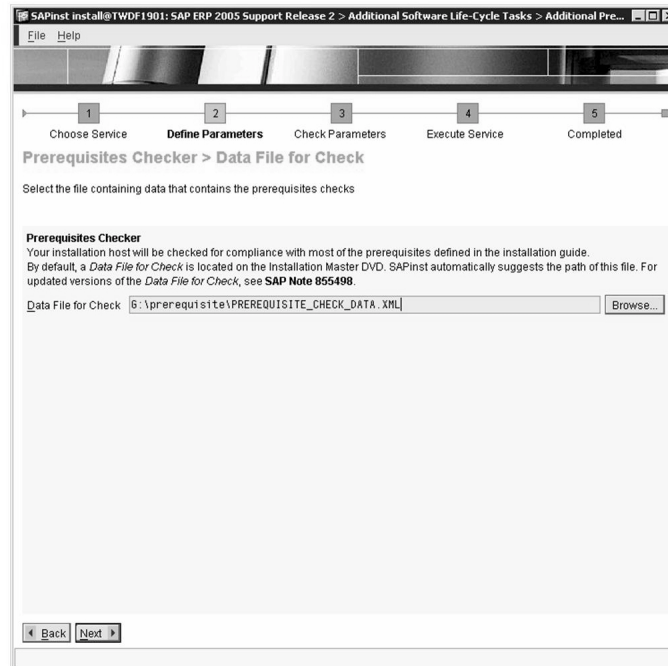 SAPinst install@TWDF1901: SAP ERP 2005 Support Release 2 > Additional Software Life-Cycle Tasks > Additional Pre...
File Help
1 2 3 4 5
Choose Service Define Parameters Check Parameters Execute Service Completed
Prerequisites Checker > Data File for Check
Select the file containing data that contains the prerequisites checks
Prerequisites Checker
Your installation host will be checked for compliance with most of the prerequisites defined in the installation guide.
By default, a Data File for Check is located on the Installation Master DVD. SAPinst automatically suggests the path of this file. For
updated versions of the Data File for Check, see SAP Note 855498.
Data File for Check G:\prerequisite\PREREQUISITE_CHECK_DATA.XML Browse...
Back Next